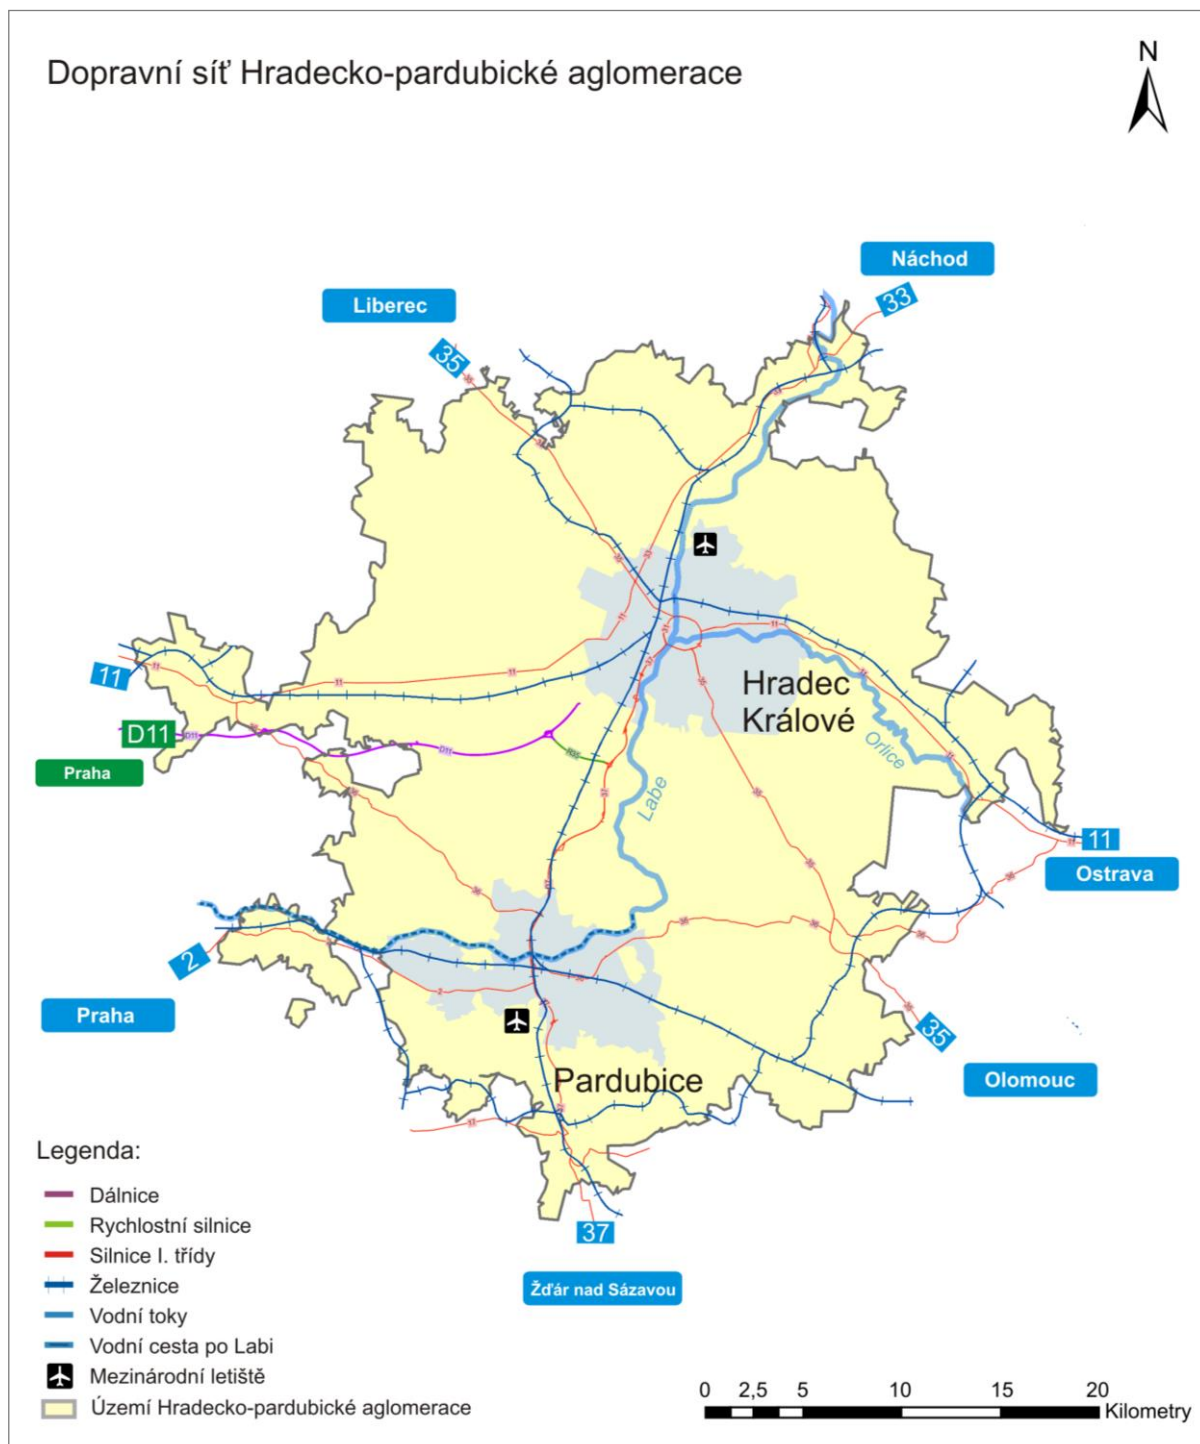 Dopravní síť Hradecko-pardubické aglomerace
N
Náchod
33
Liberec
35
11
D11
Praha
Hradec
Králové
Orlice
Labe
11
Ostrava
2
Praha
35
Olomouc
Pardubice
37
Žďár nad Sázavou
Legenda:
Dálnice
Rychlostní silnice
Silnice I. třídy
Železnice
Vodní toky
Vodní cesta po Labi
Mezinárodní letiště
Území Hradecko-pardubické aglomerace
0 2,5 5 10 15 20
Kilometry